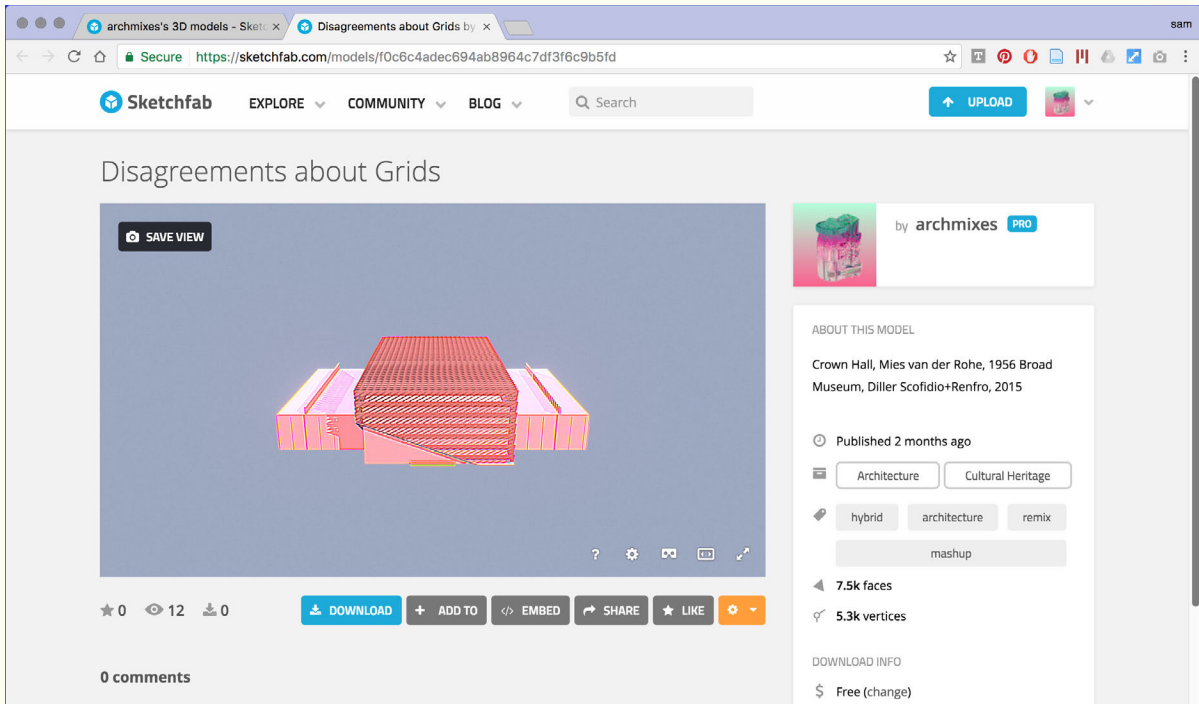 archmixes's 3D models - Sketc
Disagreements about Grids by
sam
Secure https://sketchfab.com/models/f0c6c4adec694ab8964c7df3f6c9b5fd
Sketchfab EXPLORE COMMUNITY BLOG Search UPLOAD
Disagreements about Grids
SAVE VIEW
by archmixes PRO
ABOUT THIS MODEL
Crown Hall, Mies van der Rohe, 1956 Broad
Museum, Diller Scofidio+Renfro, 2015
Published 2 months ago
Architecture Cultural Heritage
hybrid architecture remix
mashup
7.5k faces
5.3k vertices
DOWNLOAD INFO
$ Free (change)
?
0 12 0 DOWNLOAD + ADD TO </> EMBED SHARE LIKE
0 comments